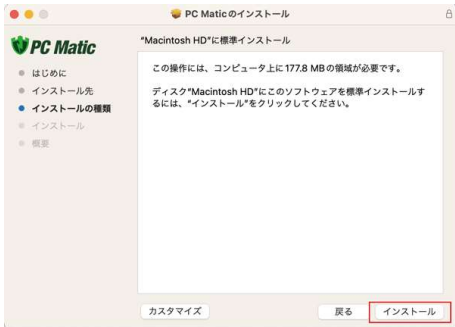 PC Maticのインストール
"Macintosh HD"に標準インストール
PC Matic
はじめに
インストール先
インストールの種類
インストール
概要
この操作には、コンピュータ上に177.8 MBの領域が必要です。
ディスク"Macintosh HD"にこのソフトウェアを標準インストールす
るには、"インストール"をクリックしてください。
カスタマイズ
戻る
インストール